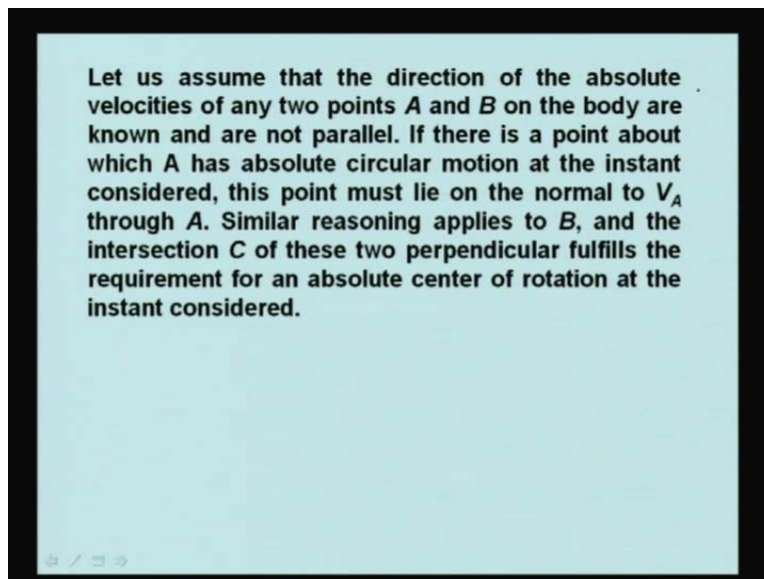 Let us assume that the direction of the absolute
velocities of any two points A and B on the body are
known and are not parallel. If there is a point about
which A has absolute circular motion at the instant
considered, this point must lie on the normal to VA
through A. Similar reasoning applies to B, and the
intersection C of these two perpendicular fulfills the
requirement for an absolute center of rotation at the
instant considered.